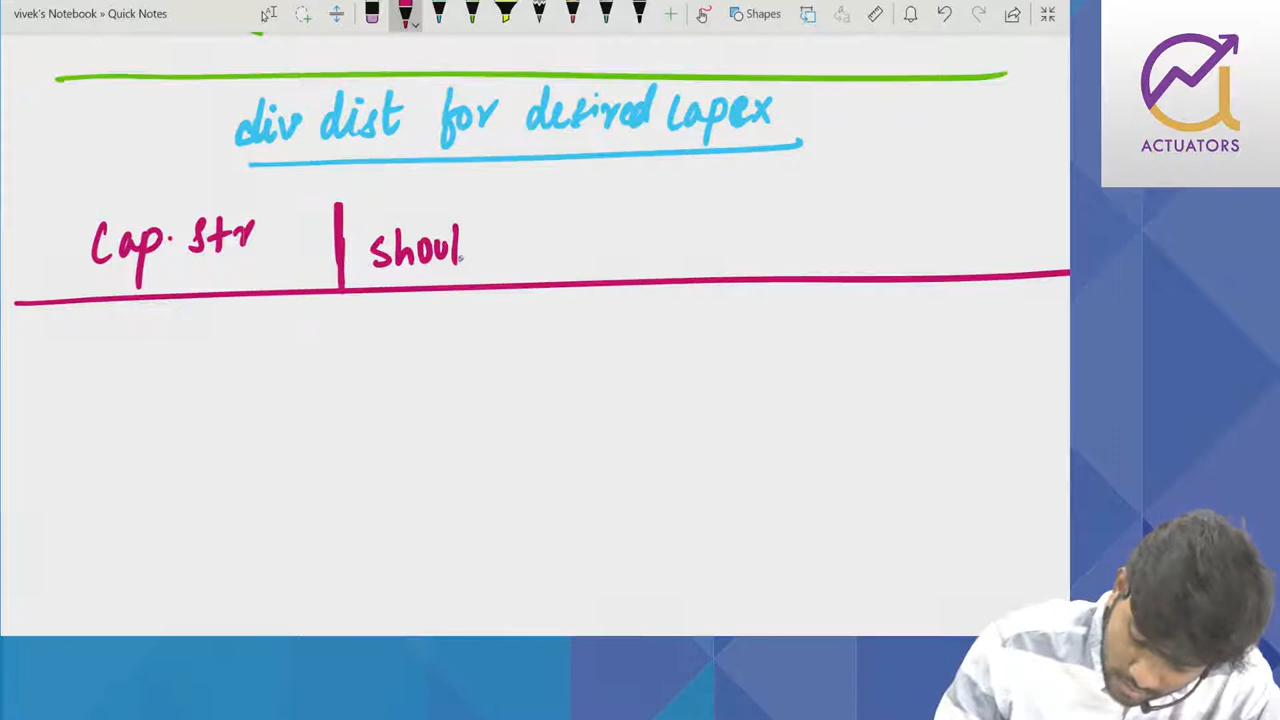 vivek's Notebook » Quick Notes
Shapes
div dist for desired capex
Cap. Str
shoul
ACTUATORS